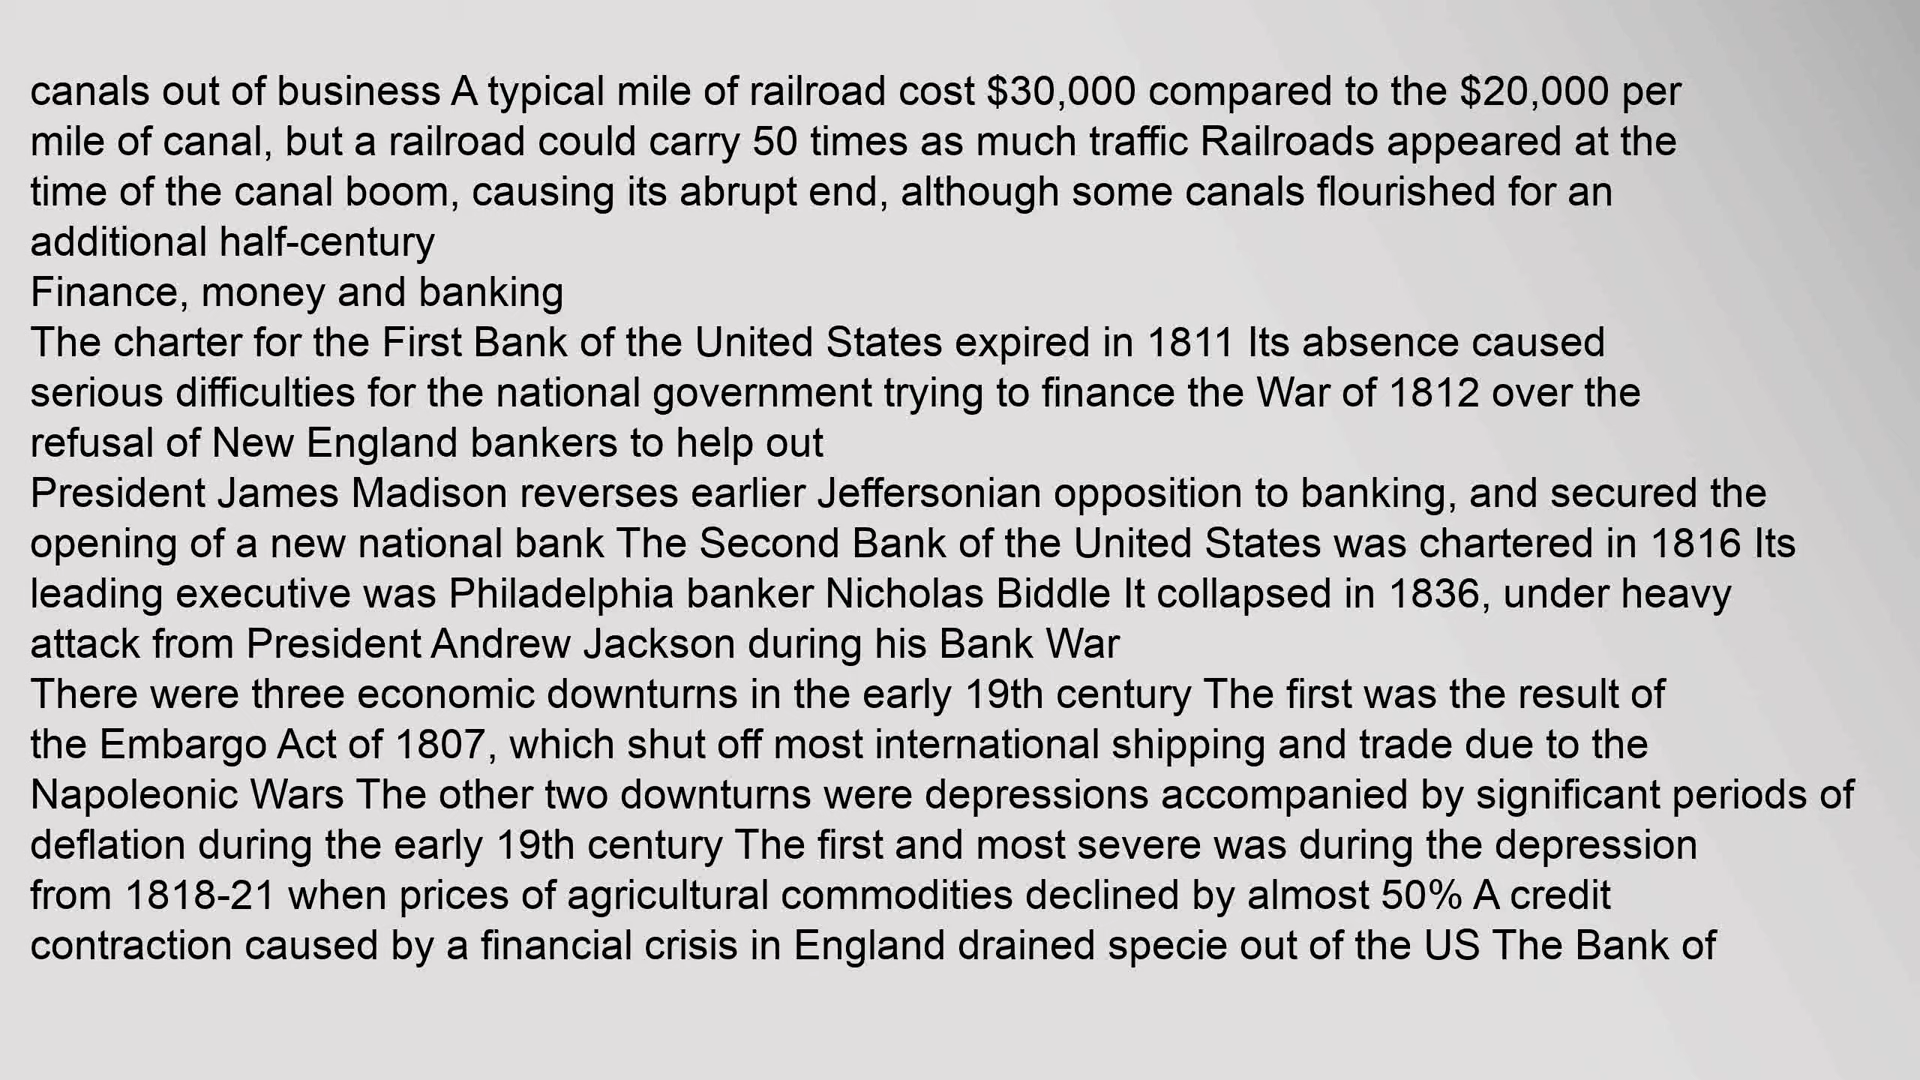 canals out of business A typical mile of railroad cost $30,000 compared to the $20,000 per
mile of canal, but a railroad could carry 50 times as much traffic Railroads appeared at the
time of the canal boom, causing its abrupt end, although some canals flourished for an
additional half-century
Finance, money and banking
The charter for the First Bank of the United States expired in 1811 Its absence caused
serious difficulties for the national government trying to finance the War of 1812 over the
refusal of New England bankers to help out
President James Madison reverses earlier Jeffersonian opposition to banking, and secured the
opening of a new national bank The Second Bank of the United States was chartered in 1816 Its
leading executive was Philadelphia banker Nicholas Biddle It collapsed in 1836, under heavy
attack from President Andrew Jackson during his Bank War
There were three economic downturns in the early 19th century The first was the result of
the Embargo Act of 1807, which shut off most international shipping and trade due to the
Napoleonic Wars The other two downturns were depressions accompanied by significant periods of
deflation during the early 19th century The first and most severe was during the depression
from 1818-21 when prices of agricultural commodities declined by almost 50% A credit
contraction caused by a financial crisis in England drained specie out of the US The Bank of